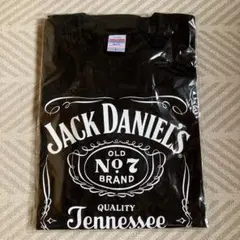 JACK DANIEL'S
OLD
No. 7
BRAND
QUALITY
Tennessee